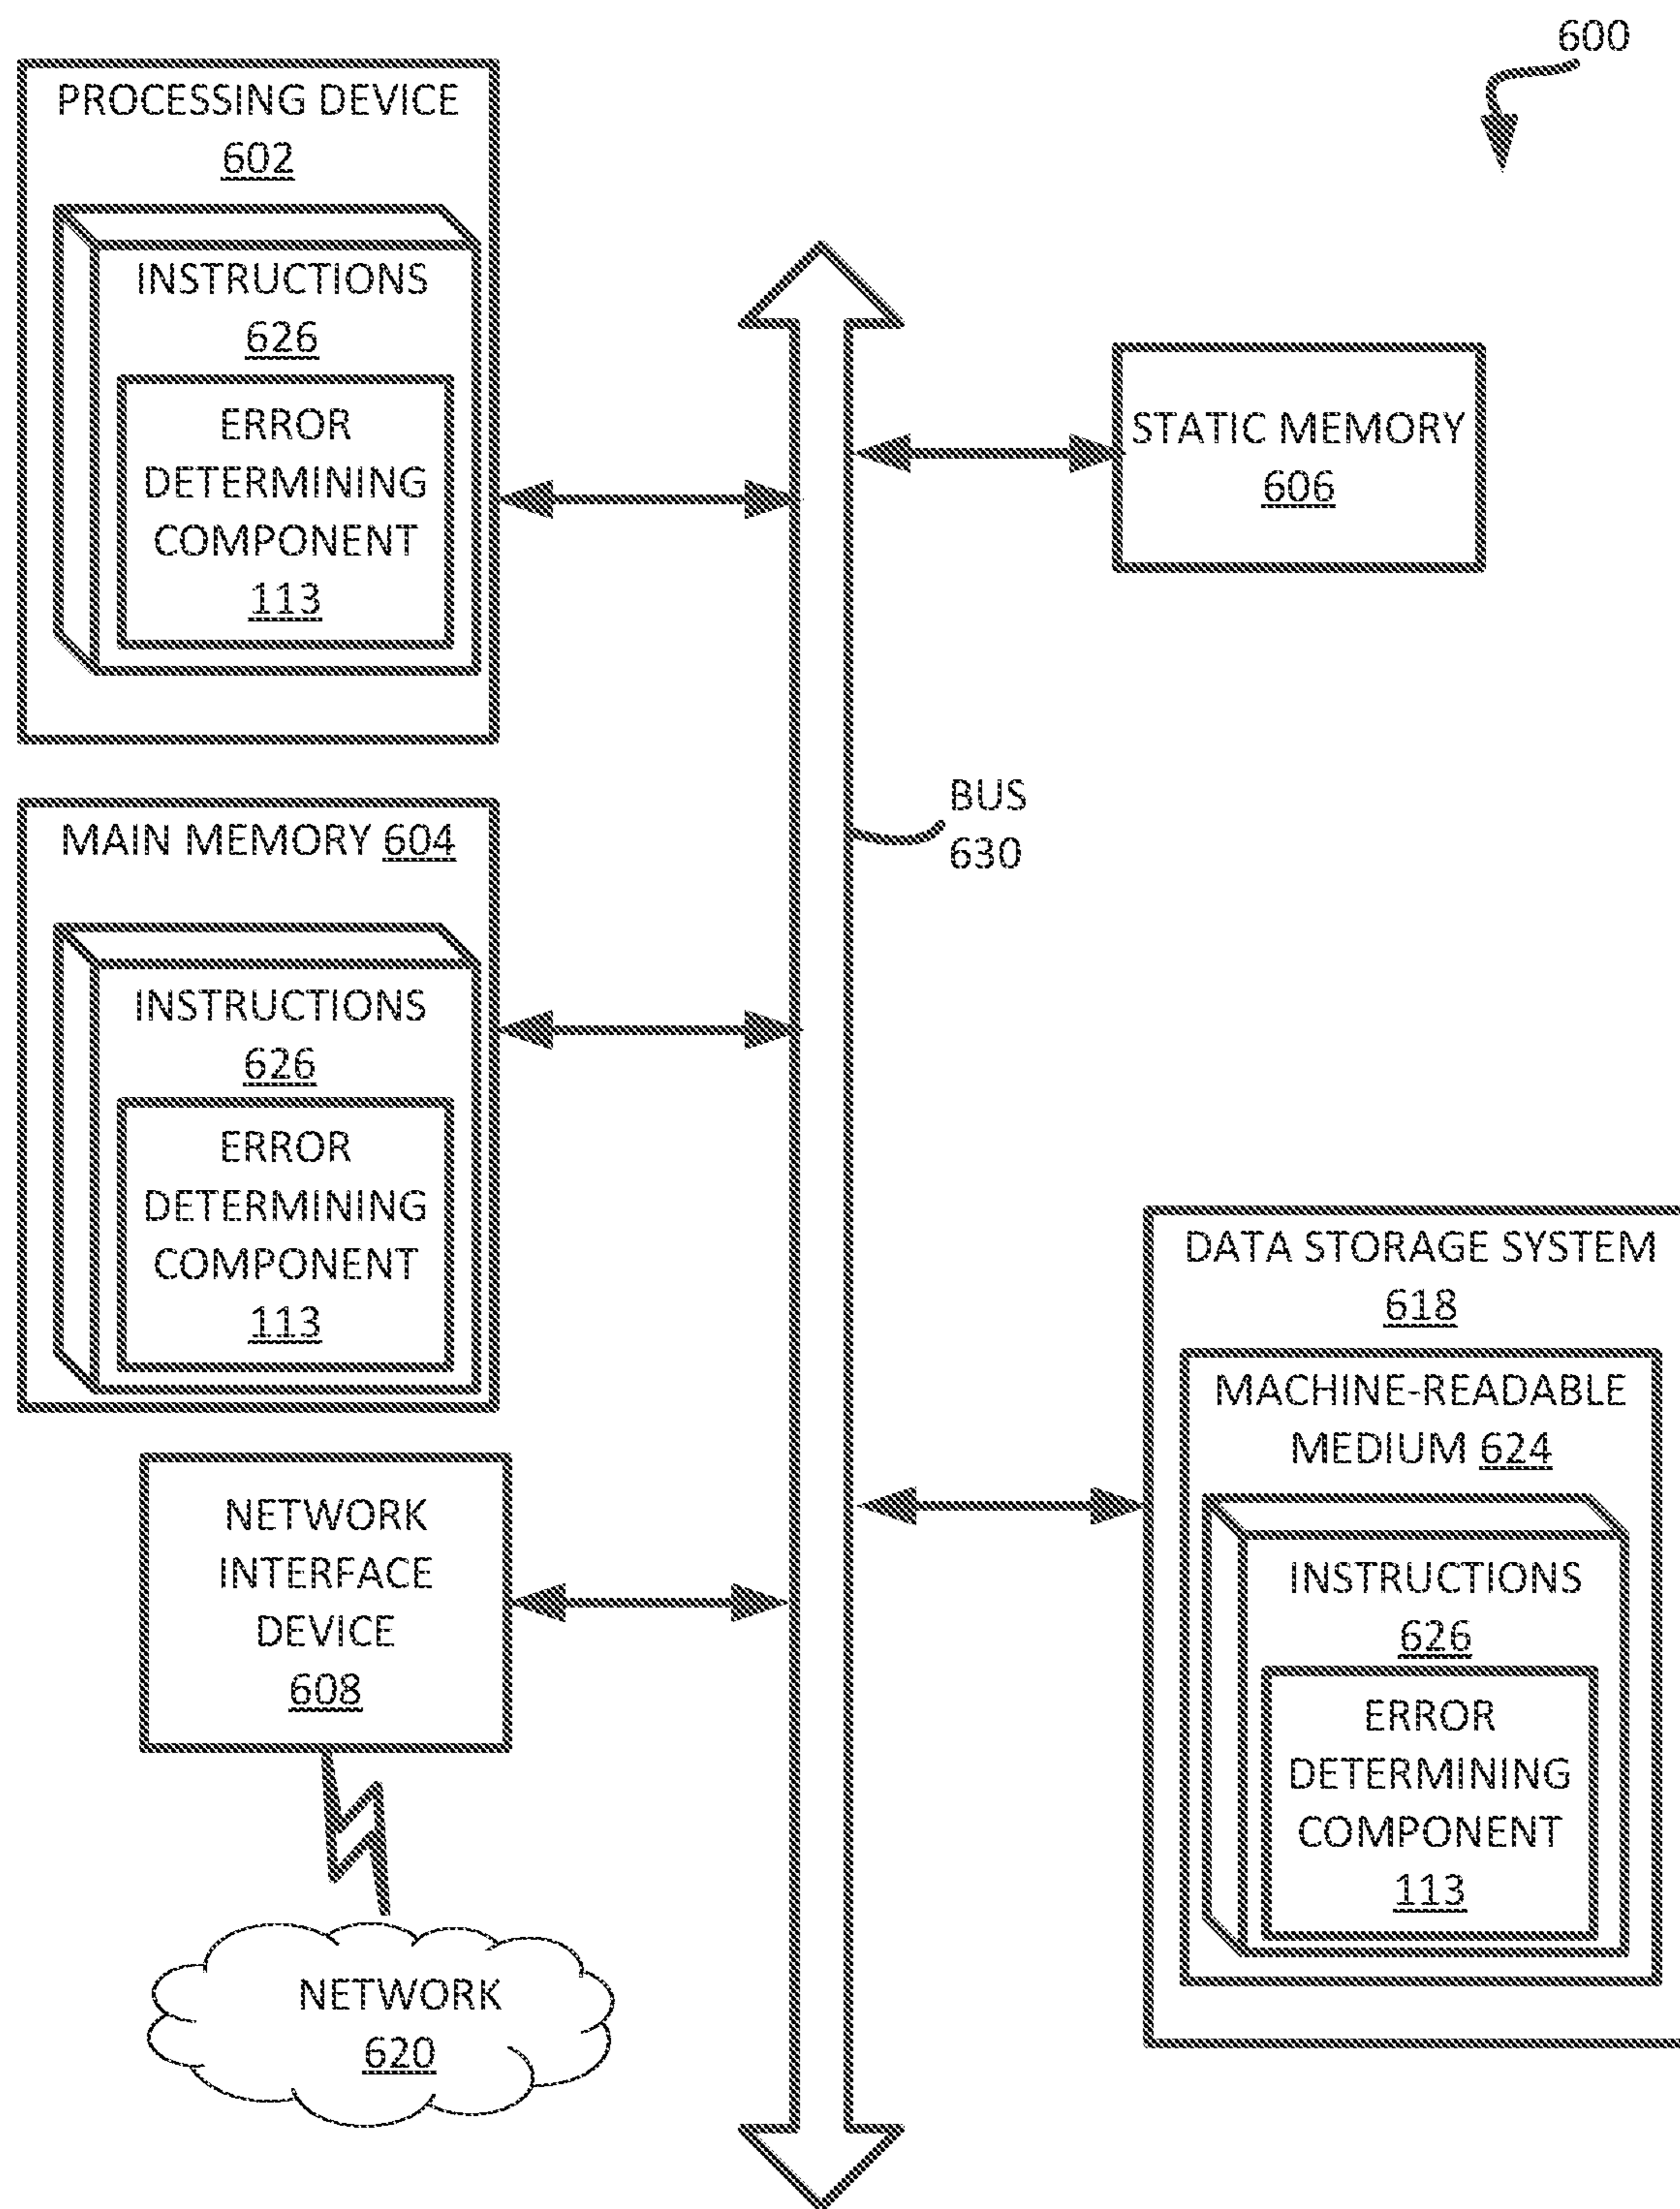 600
PROCESSING DEVICE
602
INSTRUCTIONS
626
ERROR
DETERMINING
COMPONENT
113
STATIC MEMORY
606
BUS
630
MAIN MEMORY 604
INSTRUCTIONS
626
ERROR
DETERMINING
COMPONENT
113
DATA STORAGE SYSTEM
618
MACHINE-READABLE
MEDIUM 624
INSTRUCTIONS
626
ERROR
DETERMINING
COMPONENT
113
NETWORK
INTERFACE
DEVICE
608
NETWORK
620